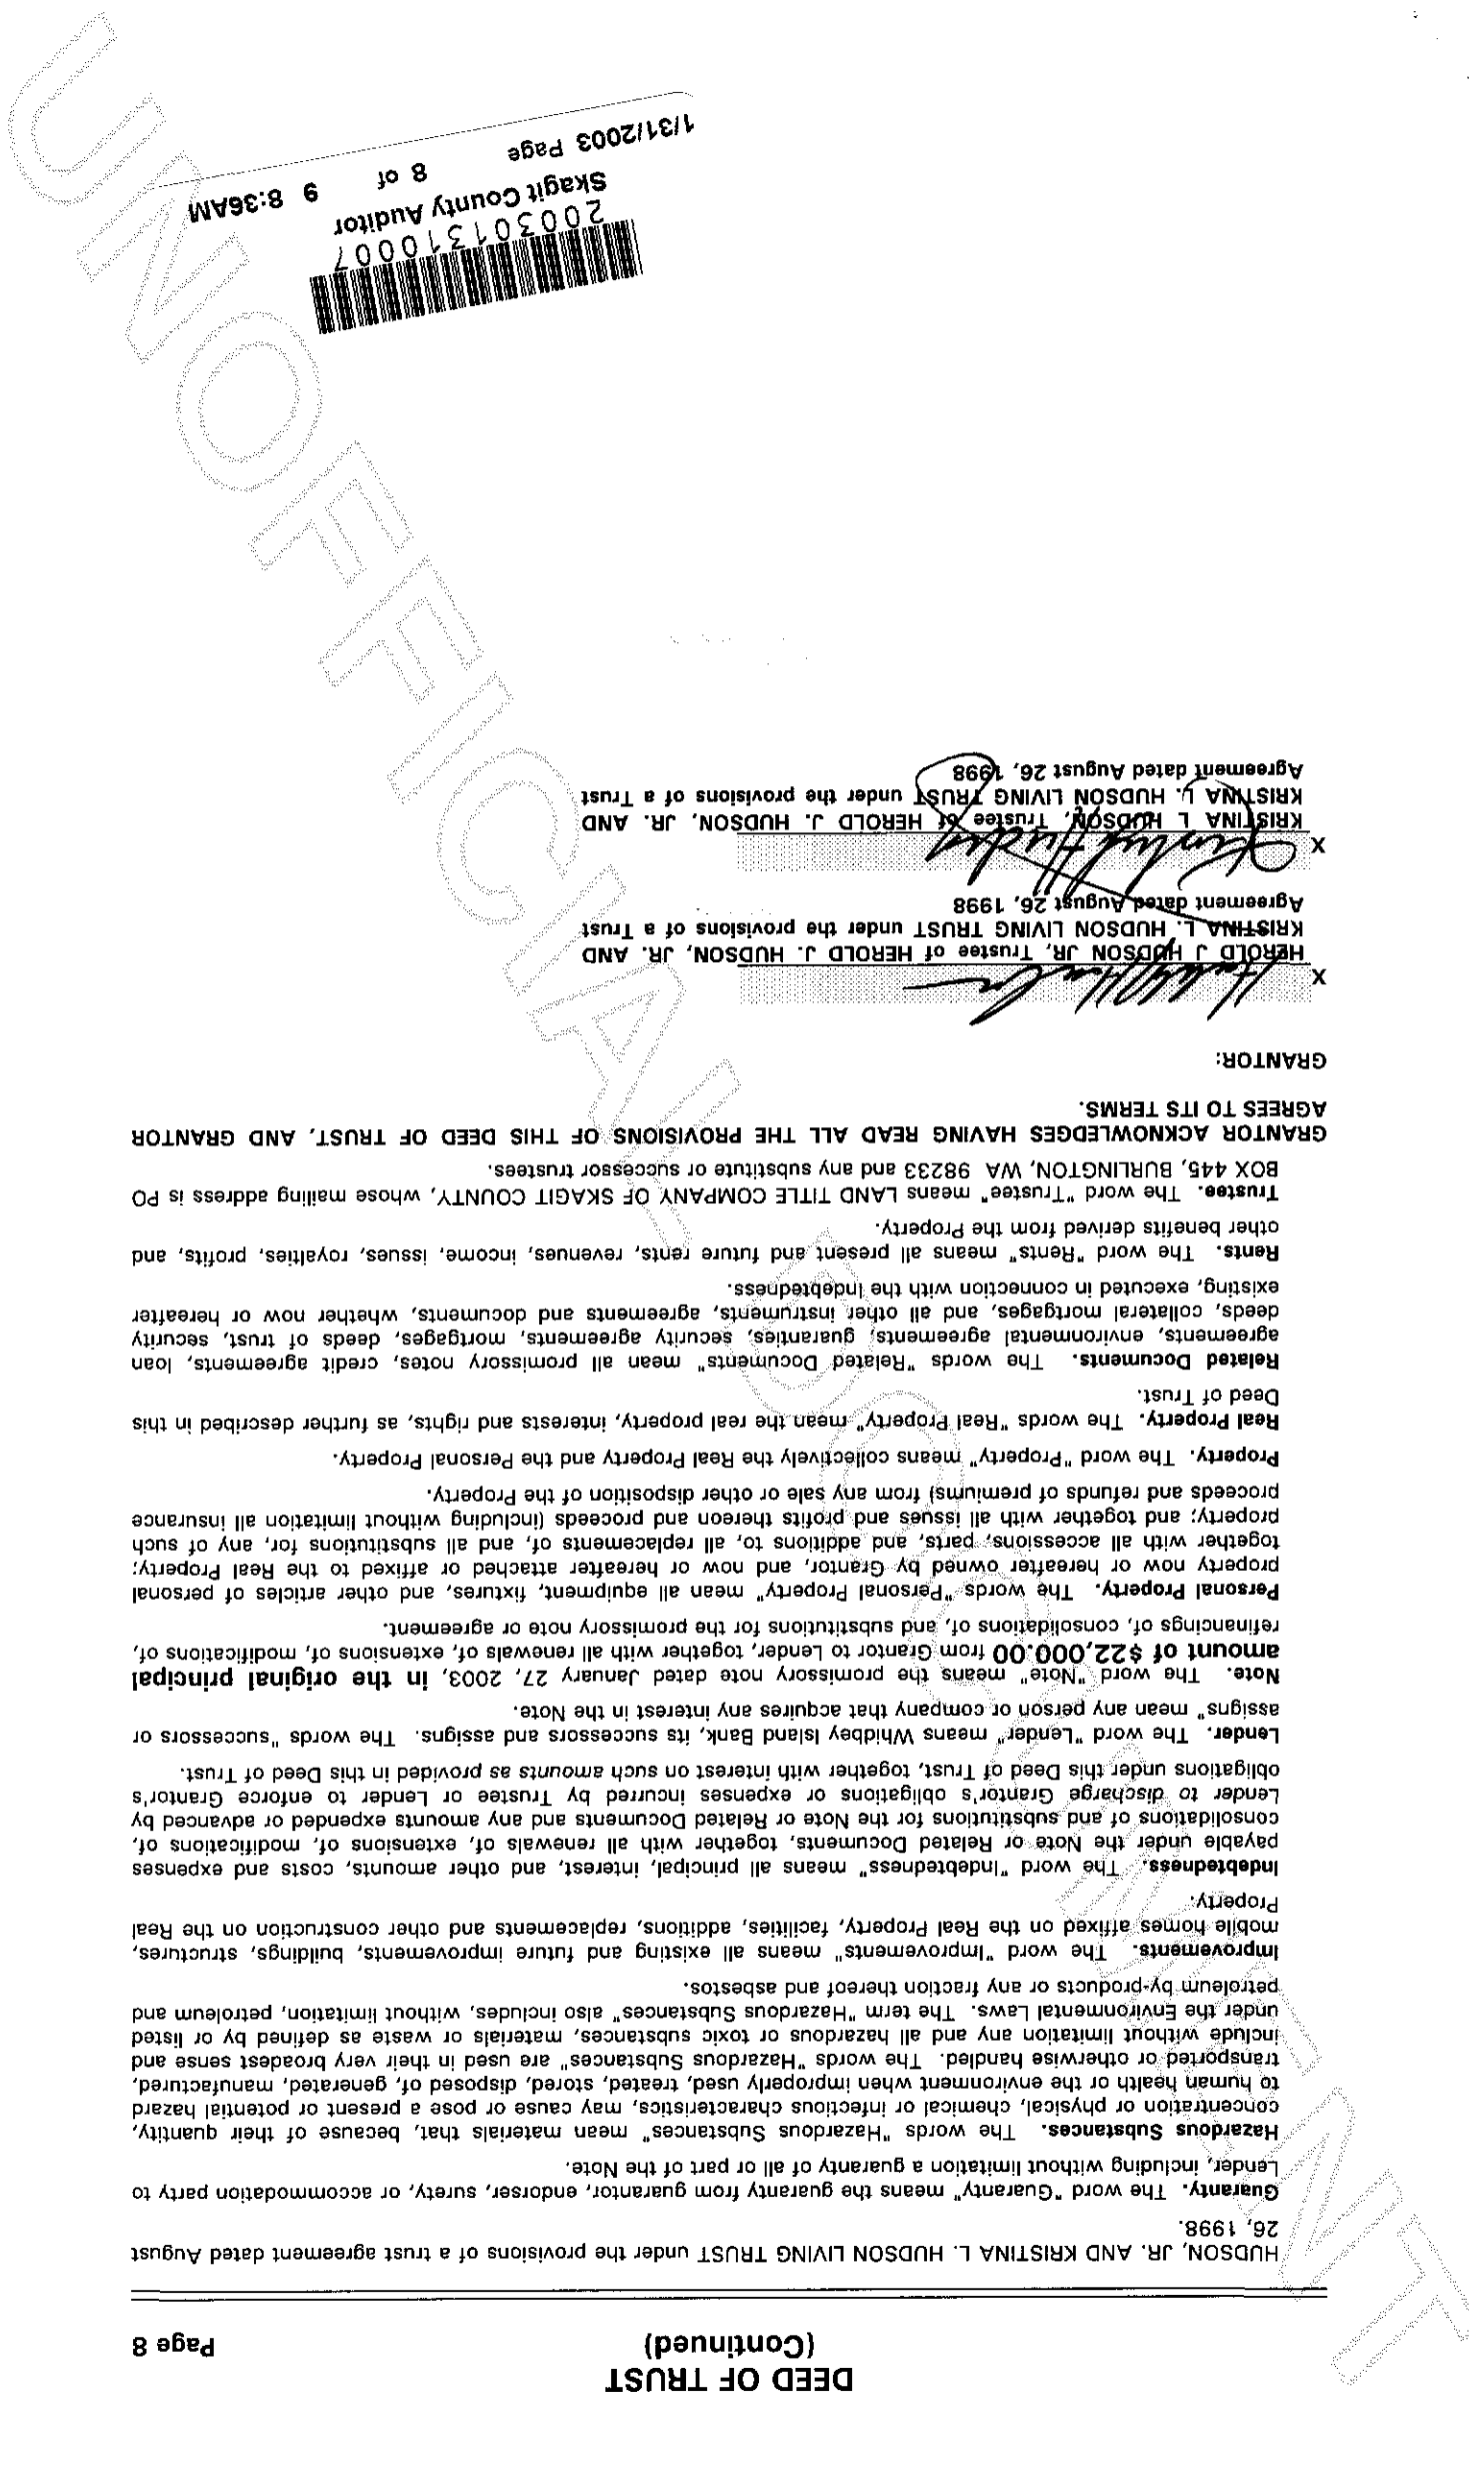 DEED OF TRUST
(Continued)
Page 8
HUDSON, JR. AND KRISTINA L. HUDSON LIVING TRUST under the provisions of a trust agreement dated August
26, 1998.
Guaranty. The word "Guaranty" means the guaranty from guarantor, endorser, surety, or accommodation party to
Lender, including without limitation a guaranty of all or part of the Note.
Hazardous Substances. The words "Hazardous Substances" mean materials that, because of their quantity,
concentration or physical, chemical or infectious characteristics, may cause or pose a present or potential hazard
to human health or the environment when improperly used, treated, stored, disposed of, generated, manufactured,
transported or otherwise handled. The words "Hazardous Substances" are used in their very broadest sense and
include without limitation any and all hazardous or toxic substances, materials or waste as defined by or listed
under the Environmental Laws. The term "Hazardous Substances" also includes, without limitation, petroleum and
petroleum by-products or any fraction thereof and asbestos.
Improvements. The word "Improvements" means all existing and future improvements, buildings, structures,
mobile homes affixed on the Real Property, facilities, additions, replacements and other construction on the Real
Property.
Indebtedness. The word "Indebtedness" means all principal, interest, and other amounts, costs and expenses
payable under the Note or Related Documents, together with all renewals of, extensions of, modifications of,
consolidations of and substitutions for the Note or Related Documents and any amounts expended or advanced by
Lender to discharge Grantor's obligations or expenses incurred by Trustee or Lender to enforce Grantor's
obligations under this Deed of Trust, together with interest on such amounts as provided in this Deed of Trust.
Lender. The word "Lender" means Whidbey Island Bank, its successors and assigns. The words "successors or
assigns" mean any person or company that acquires any interest in the Note.
Note. The word "Note" means the promissory note dated January 27, 2003, in the original principal
amount of $22,000.00 from Grantor to Lender, together with all renewals of, extensions of, modifications of,
refinancings of, consolidations of, and substitutions for the promissory note or agreement.
Personal Property. The words "Personal Property" mean all equipment, fixtures, and other articles of personal
property now or hereafter owned by Grantor, and now or hereafter attached or affixed to the Real Property;
together with all accessions, parts, and additions to, all replacements of, and all substitutions for, any of such
property; and together with all issues and profits thereon and proceeds (including without limitation all insurance
proceeds and refunds of premiums) from any sale or other disposition of the Property.
Property. The word "Property" means collectively the Real Property and the Personal Property.
Real Property. The words "Real Property" mean the real property, interests and rights, as further described in this
Deed of Trust.
Related Documents. The words "Related Documents" mean all promissory notes, credit agreements, loan
agreements, environmental agreements, guaranties, security agreements, mortgages, deeds of trust, security
deeds, collateral mortgages, and all other instruments, agreements and documents, whether now or hereafter
existing, executed in connection with the Indebtedness.
Rents. The word "Rents" means all present and future rents, revenues, income, issues, royalties, profits, and
other benefits derived from the Property.
Trustee. The word "Trustee" means LAND TITLE COMPANY OF SKAGIT COUNTY, whose mailing address is PO
BOX 445, BURLINGTON, WA 98233 and any substitute or successor trustees.
GRANTOR ACKNOWLEDGES HAVING READ ALL THE PROVISIONS OF THIS DEED OF TRUST, AND GRANTOR
AGREES TO ITS TERMS.
GRANTOR:
X
HEROLD J HUDSON JR, Trustee of HEROLD J. HUDSON, JR. AND
KRISTINA L. HUDSON LIVING TRUST under the provisions of a Trust
Agreement dated August 26, 1998
X
KRISTINA L HUDSON, Trustee of HEROLD J. HUDSON, JR. AND
KRISTINA L. HUDSON LIVING TRUST under the provisions of a Trust
Agreement dated August 26, 1998
200301310007
Skagit County Auditor
1/31/2003 Page 8 of 9 8:36AM
UNOFFICIAL DOCUMENT